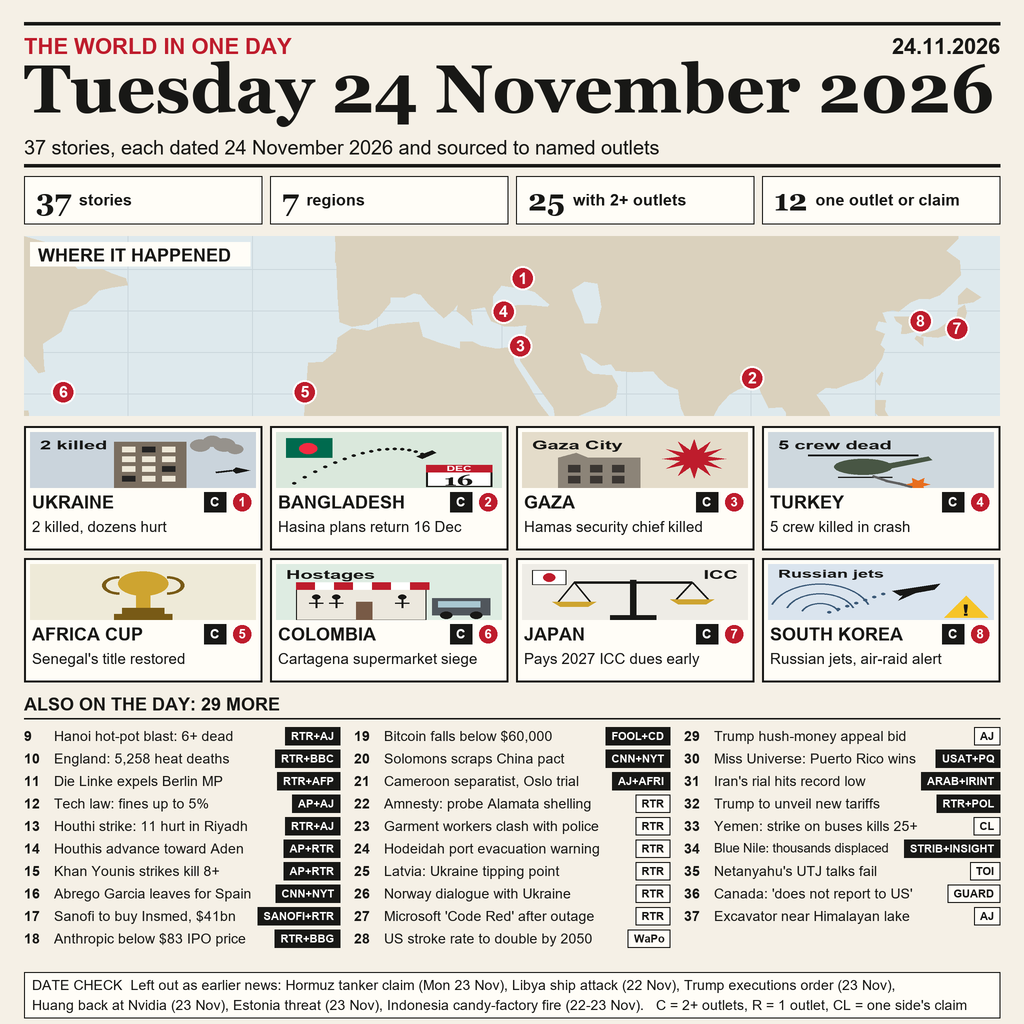 THE WORLD IN ONE DAY
24.11.2026
Tuesday 24 November 2026
37 stories, each dated 24 November 2026 and sourced to named outlets
37 stories
7 regions
25 with 2+ outlets
12 one outlet or claim
WHERE IT HAPPENED
1
4
3
8
7
2
6
5
2 killed
UKRAINE C 1
2 killed, dozens hurt
DEC
16
BANGLADESH C 2
Hasina plans return 16 Dec
Gaza City
GAZA C 3
Hamas security chief killed
5 crew dead
TURKEY C 4
5 crew killed in crash
AFRICA CUP C 5
Senegal's title restored
Hostages
COLOMBIA C 6
Cartagena supermarket siege
ICC
JAPAN C 7
Pays 2027 ICC dues early
Russian jets
!
SOUTH KOREA C 8
Russian jets, air-raid alert
ALSO ON THE DAY: 29 MORE
9 Hanoi hot-pot blast: 6+ dead RTR+AJ
10 England: 5,258 heat deaths RTR+BBC
11 Die Linke expels Berlin MP RTR+AFP
12 Tech law: fines up to 5% AP+AJ
13 Houthi strike: 11 hurt in Riyadh RTR+AJ
14 Houthis advance toward Aden AP+RTR
15 Khan Younis strikes kill 8+ AP+RTR
16 Abrego Garcia leaves for Spain CNN+NYT
17 Sanofi to buy Insmed, $41bn SANOFI+RTR
18 Anthropic below $83 IPO price RTR+BBG
19 Bitcoin falls below $60,000 FOOL+CD
20 Solomons scraps China pact CNN+NYT
21 Cameroon separatist, Oslo trial AJ+AFRI
22 Amnesty: probe Alamata shelling RTR
23 Garment workers clash with police RTR
24 Hodeidah port evacuation warning RTR
25 Latvia: Ukraine tipping point RTR
26 Norway dialogue with Ukraine RTR
27 Microsoft 'Code Red' after outage RTR
28 US stroke rate to double by 2050 WaPo
29 Trump hush-money appeal bid AJ
30 Miss Universe: Puerto Rico wins USAT+PQ
31 Iran's rial hits record low ARAB+IRINT
32 Trump to unveil new tariffs RTR+POL
33 Yemen: strike on buses kills 25+ CL
34 Blue Nile: thousands displaced STRIB+INSIGHT
35 Netanyahu's UTJ talks fail TOI
36 Canada: 'does not report to US' GUARD
37 Excavator near Himalayan lake AJ
DATE CHECK Left out as earlier news: Hormuz tanker claim (Mon 23 Nov), Libya ship attack (22 Nov), Trump executions order (23 Nov),
Huang back at Nvidia (23 Nov), Estonia threat (23 Nov), Indonesia candy-factory fire (22-23 Nov). C = 2+ outlets, R = 1 outlet, CL = one side's claim